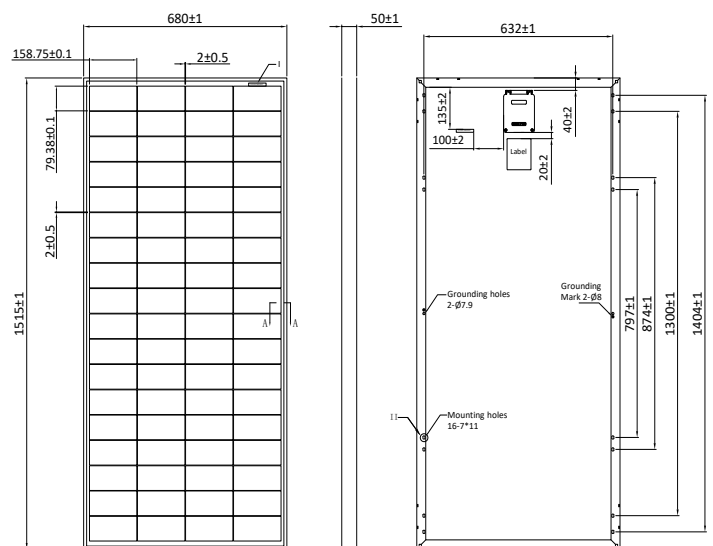 680±1
50±1
632±1
158.75±0.1
2±0.5
I
79.38±0.1
2±0.5
1515±1
A
A
135±2
100±2
40±2
20±2
Label
Grounding holes
2-Ø7.9
Grounding
Mark 2-Ø8
797±1
874±1
1300±1
1404±1
II
Mounting holes
16-7*11